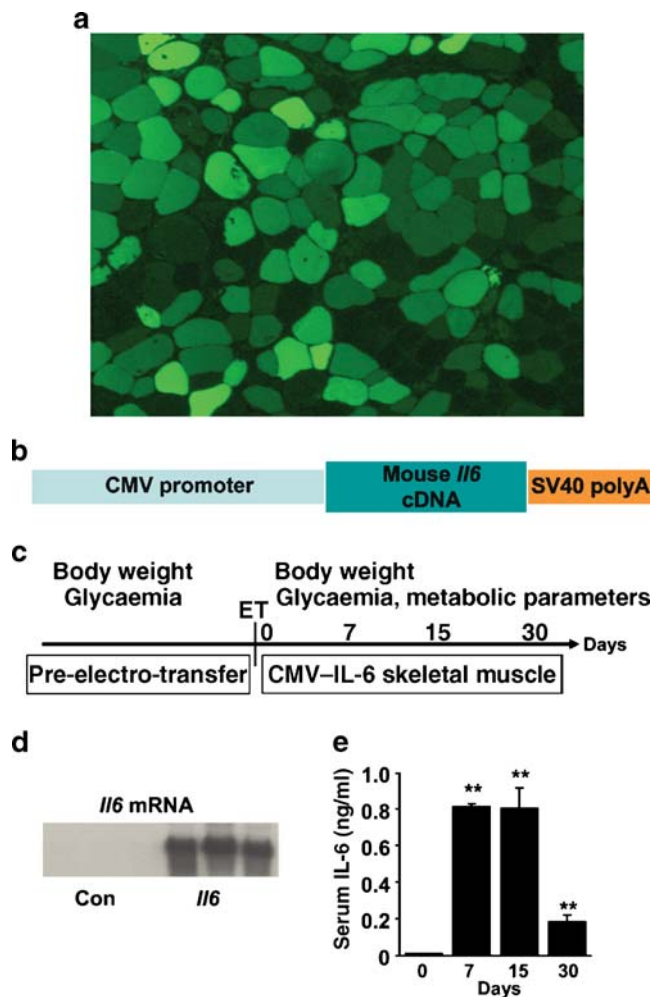 a
b
CMV promoter
Mouse Il6
cDNA
SV40 polyA
c
Body weight
Glycaemia
ET
Body weight
Glycaemia, metabolic parameters
0 7 15 30
Days
Pre-electro-transfer
CMV–IL-6 skeletal muscle
d
Il6 mRNA
Con Il6
e
Serum IL-6 (ng/ml)
1.0
0.8
0.6
0.4
0.2
0
**
**
**
0 7 15 30
Days